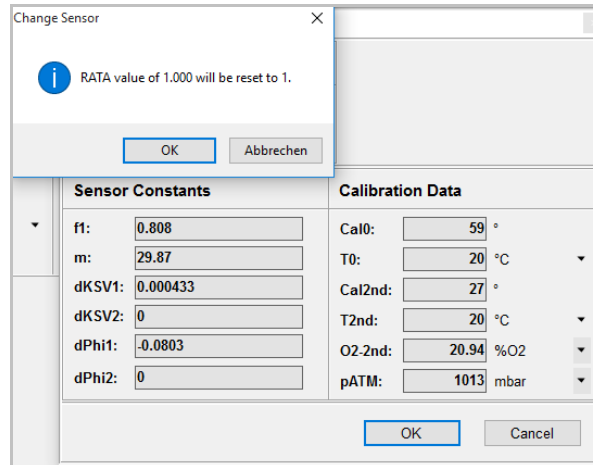 Change Sensor
RATA value of 1.000 will be reset to 1.
OK Abbrechen
Sensor Constants
f1: 0.808
m: 29.87
dKSV1: 0.000433
dKSV2: 0
dPhi1: -0.0803
dPhi2: 0
Calibration Data
Cal0: 59 °
T0: 20 °C
Cal2nd: 27 °
T2nd: 20 °C
O2-2nd: 20.94 %O2
pATM: 1013 mbar
OK Cancel